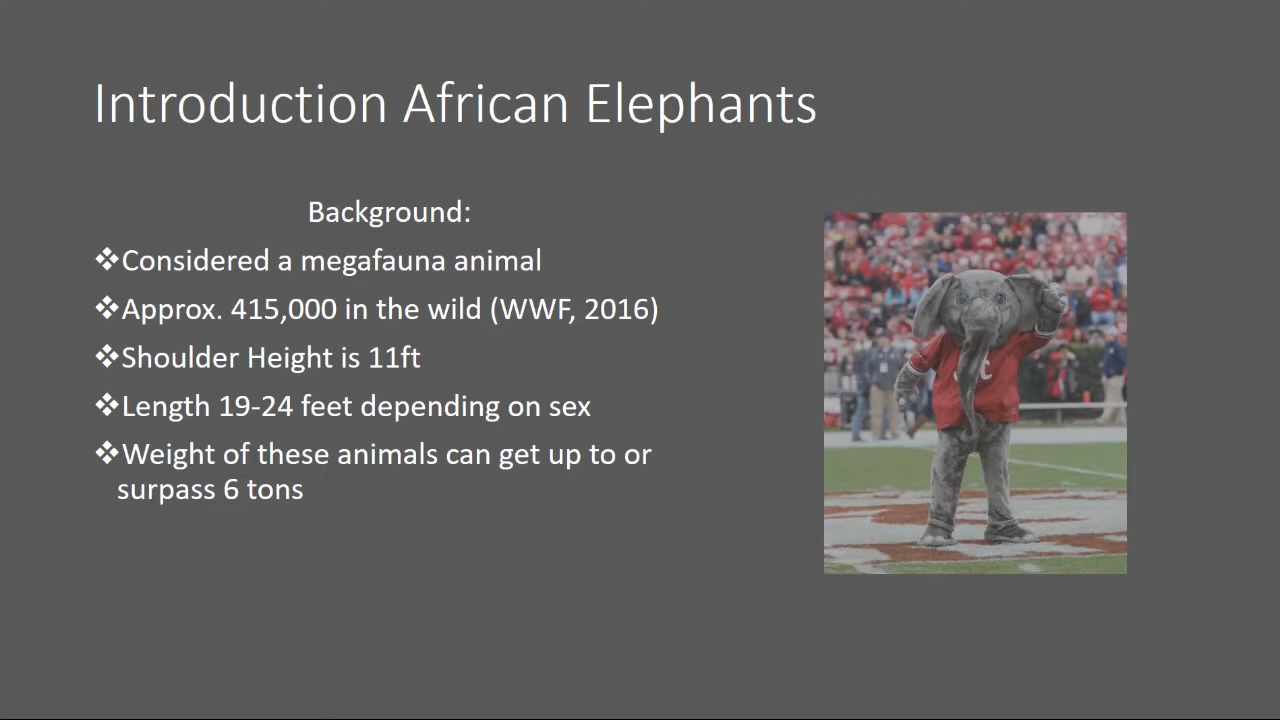 Introduction African Elephants
Background:
❖Considered a megafauna animal
❖Approx. 415,000 in the wild (WWF, 2016)
❖Shoulder Height is 11ft
❖Length 19-24 feet depending on sex
❖Weight of these animals can get up to or
surpass 6 tons